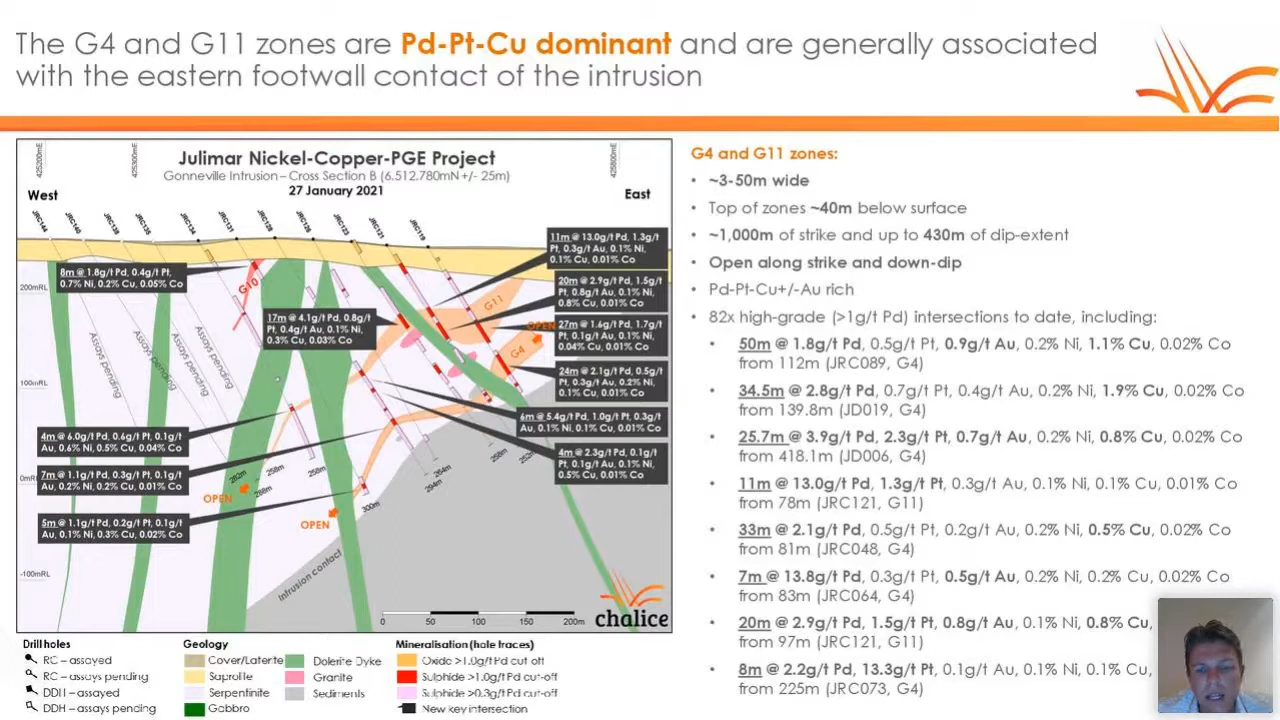 The G4 and G11 zones are Pd-Pt-Cu dominant and are generally associated
with the eastern footwall contact of the intrusion
425200mE
425300mE
425600mE
Julimar Nickel-Copper-PGE Project
Gonneville Intrusion – Cross Section B (6,512,780mN +/- 25m)
27 January 2021
West
East
JRC144
JRC140
JRC138
JRC135
JRC134
JRC131
JRC128
JRC126
JRC123
JRC121
JRC119
8m @ 1.8g/t Pd, 0.4g/t Pt,
0.7% Ni, 0.2% Cu, 0.05% Co
11m @ 13.0g/t Pd, 1.3g/t
Pt, 0.3g/t Au, 0.1% Ni,
0.1% Cu, 0.01% Co
20m @ 2.9g/t Pd, 1.5g/t
Pt, 0.8g/t Au, 0.1% Ni,
0.8% Cu, 0.01% Co
17m @ 4.1g/t Pd, 0.8g/t
Pt, 0.4g/t Au, 0.1% Ni,
0.3% Cu, 0.03% Co
27m @ 1.6g/t Pd, 1.7g/t
Pt, 0.1g/t Au, 0.1% Ni,
0.04% Cu, 0.01% Co
24m @ 2.1g/t Pd, 0.5g/t
Pt, 0.3g/t Au, 0.2% Ni,
0.1% Cu, 0.01% Co
6m @ 5.4g/t Pd, 1.0g/t Pt, 0.3g/t
Au, 0.1% Ni, 0.1% Cu, 0.01% Co
4m @ 2.3g/t Pd, 0.1g/t
Pt, 0.1g/t Au, 0.1% Ni,
0.5% Cu, 0.01% Co
4m @ 6.0g/t Pd, 0.6g/t Pt, 0.1g/t
Au, 0.6% Ni, 0.5% Cu, 0.04% Co
7m @ 1.1g/t Pd, 0.3g/t Pt, 0.1g/t
Au, 0.2% Ni, 0.2% Cu, 0.01% Co
5m @ 1.1g/t Pd, 0.2g/t Pt, 0.1g/t
Au, 0.1% Ni, 0.3% Cu, 0.02% Co
200mRL
100mRL
0mRL
-100mRL
G10
G11
G4
OPEN
OPEN
OPEN
Assays pending
Assays pending
Assays pending
Assays pending
282m
258m
288m
258m
264m
294m
258m
252m
300m
Intrusion contact
0 50 100 150 200m
chalice
Drill holes
RC – assayed
RC – assays pending
DDH – assayed
DDH – assays pending
Geology
Cover/Laterite
Saprolite
Serpentinite
Gabbro
Dolerite Dyke
Granite
Sediments
Mineralisation (hole traces)
Oxide >1.0g/t Pd cut-off
Sulphide >1.0g/t Pd cut-off
Sulphide >0.3g/t Pd cut-off
New key intersection
G4 and G11 zones:
• ~3-50m wide
• Top of zones ~40m below surface
• ~1,000m of strike and up to 430m of dip-extent
• Open along strike and down-dip
• Pd-Pt-Cu+/-Au rich
• 82x high-grade (>1g/t Pd) intersections to date, including:
• 50m @ 1.8g/t Pd, 0.5g/t Pt, 0.9g/t Au, 0.2% Ni, 1.1% Cu, 0.02% Co
from 112m (JRC089, G4)
• 34.5m @ 2.8g/t Pd, 0.7g/t Pt, 0.4g/t Au, 0.2% Ni, 1.9% Cu, 0.02% Co
from 139.8m (JD019, G4)
• 25.7m @ 3.9g/t Pd, 2.3g/t Pt, 0.7g/t Au, 0.2% Ni, 0.8% Cu, 0.02% Co
from 418.1m (JD006, G4)
• 11m @ 13.0g/t Pd, 1.3g/t Pt, 0.3g/t Au, 0.1% Ni, 0.1% Cu, 0.01% Co
from 78m (JRC121, G11)
• 33m @ 2.1g/t Pd, 0.5g/t Pt, 0.2g/t Au, 0.2% Ni, 0.5% Cu, 0.02% Co
from 81m (JRC048, G4)
• 7m @ 13.8g/t Pd, 0.3g/t Pt, 0.5g/t Au, 0.2% Ni, 0.2% Cu, 0.02% Co
from 83m (JRC064, G4)
• 20m @ 2.9g/t Pd, 1.5g/t Pt, 0.8g/t Au, 0.1% Ni, 0.8% Cu,
from 97m (JRC121, G11)
• 8m @ 2.2g/t Pd, 13.3g/t Pt, 0.1g/t Au, 0.1% Ni, 0.1% Cu,
from 225m (JRC073, G4)